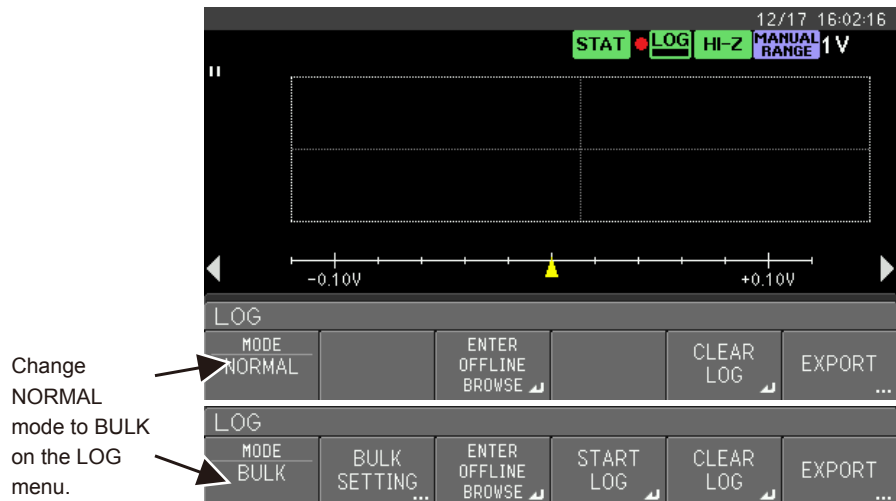 12/17 16:02:16
STAT LOG HI-Z MANUAL RANGE 1 V
-0.10V +0.10V
LOG
MODE
NORMAL
ENTER
OFFLINE
BROWSE
CLEAR
LOG
EXPORT
...
Change
NORMAL
mode to BULK
on the LOG
menu.
LOG
MODE
BULK
BULK
SETTING
...
ENTER
OFFLINE
BROWSE
START
LOG
CLEAR
LOG
EXPORT
...